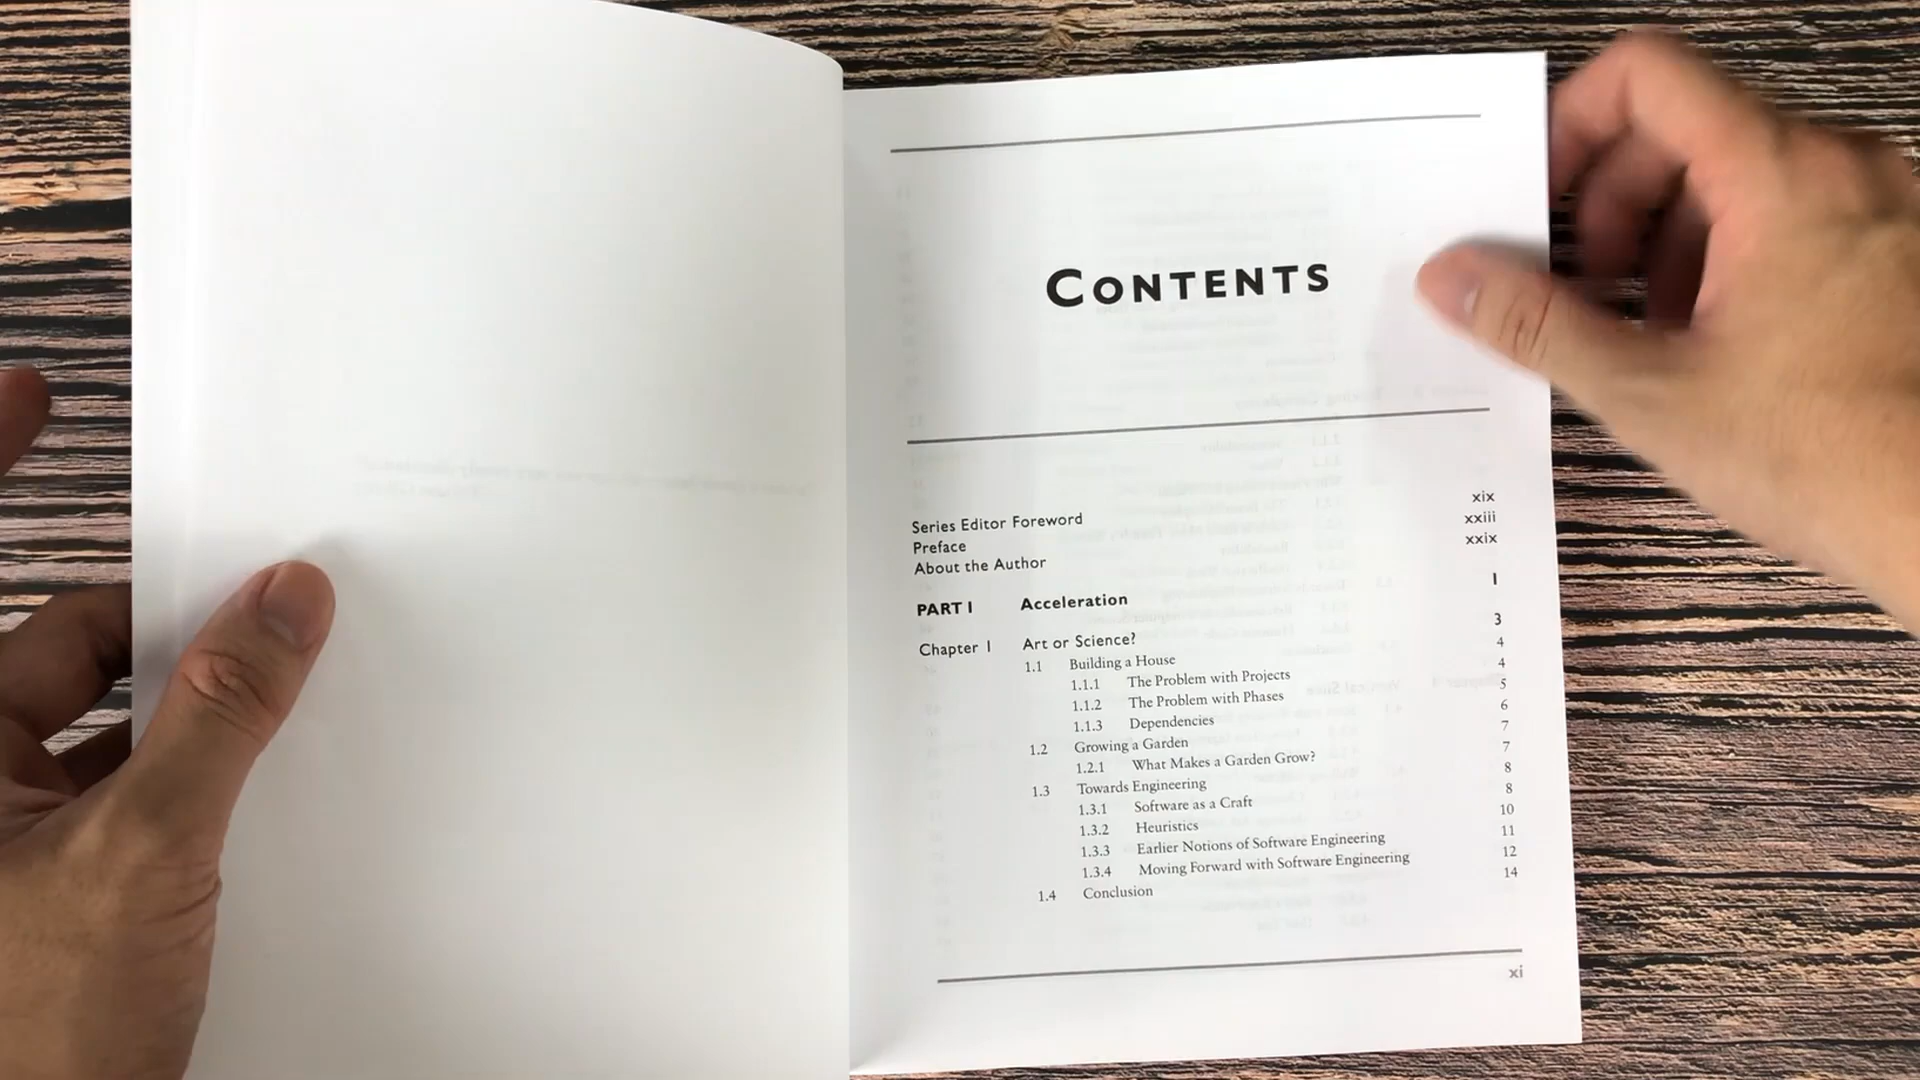 CONTENTS
Series Editor Foreword xix
Preface xxiii
About the Author xxix
PART I Acceleration 1
Chapter 1 Art or Science? 3
1.1 Building a House 4
1.1.1 The Problem with Projects 4
1.1.2 The Problem with Phases 5
1.1.3 Dependencies 6
1.2 Growing a Garden 7
1.2.1 What Makes a Garden Grow? 7
1.3 Towards Engineering 8
1.3.1 Software as a Craft 8
1.3.2 Heuristics 10
1.3.3 Earlier Notions of Software Engineering 11
1.3.4 Moving Forward with Software Engineering 12
1.4 Conclusion 14
xi